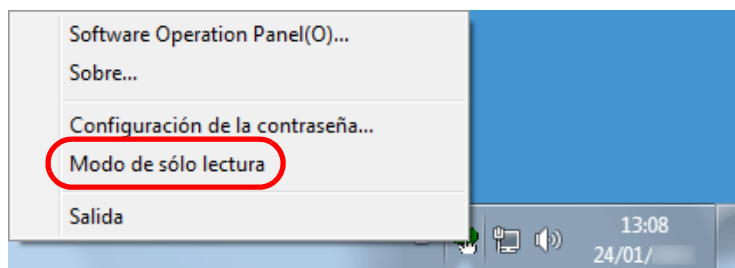 Software Operation Panel(O)...
Sobre...
Configuración de la contraseña...
Modo de sólo lectura
Salida
13:08
24/01/